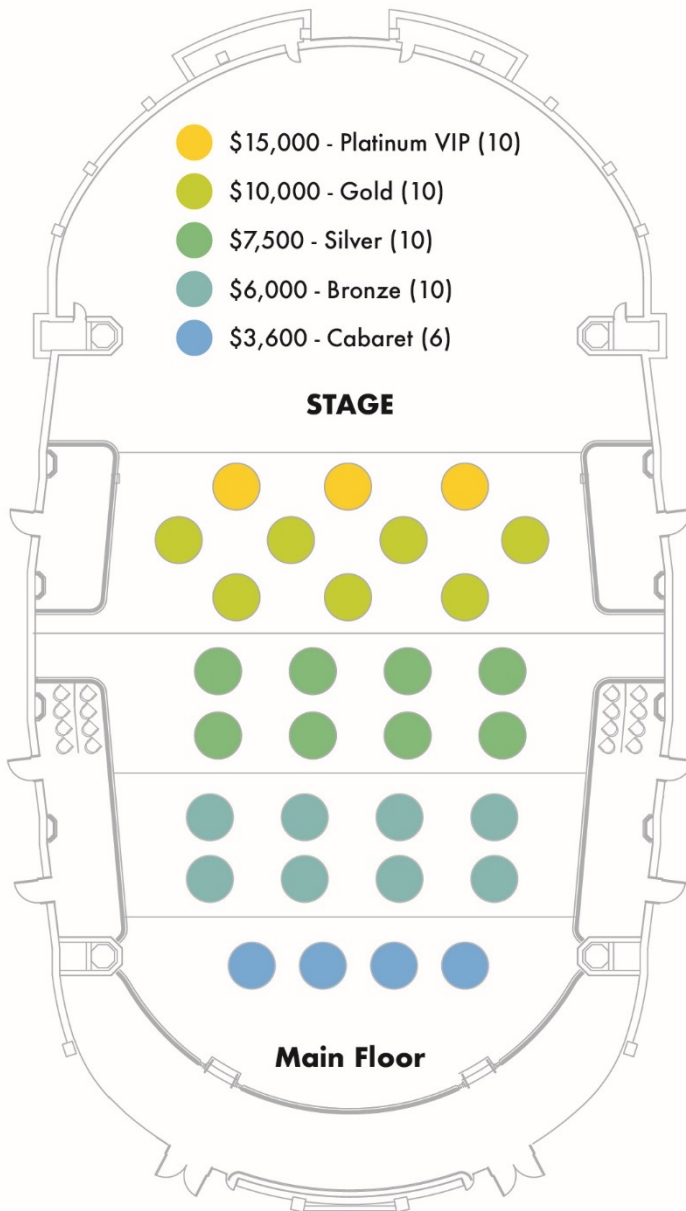 $15,000 - Platinum VIP (10)
$10,000 - Gold (10)
$7,500 - Silver (10)
$6,000 - Bronze (10)
$3,600 - Cabaret (6)
STAGE
Main Floor